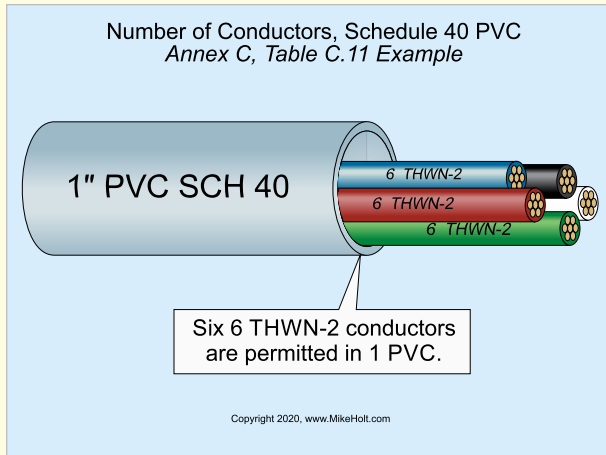 Number of Conductors, Schedule 40 PVC
Annex C, Table C.11 Example
1" PVC SCH 40
6 THWN-2
6 THWN-2
6 THWN-2
Six 6 THWN-2 conductors
are permitted in 1 PVC.
Copyright 2020, www.MikeHolt.com